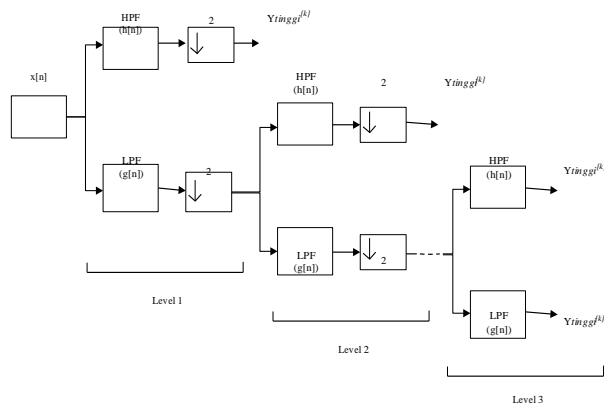 HPF
(h[n])
2
Ytinggi[k]
x[n]
LPF
(g[n])
2
HPF
(h[n])
2
Ytinggi[k]
LPF
(g[n])
2
HPF
(h[n])
Ytinggi[k]
LPF
(g[n])
Ytinggi[k]
Level 1
Level 2
Level 3